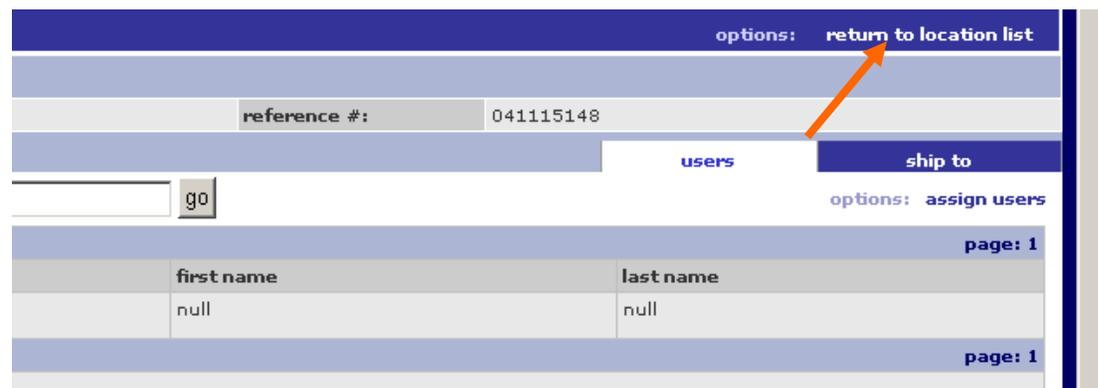 options: return to location list
reference #: 041115148
users ship to
go options: assign users
page: 1
first name last name
null null
page: 1